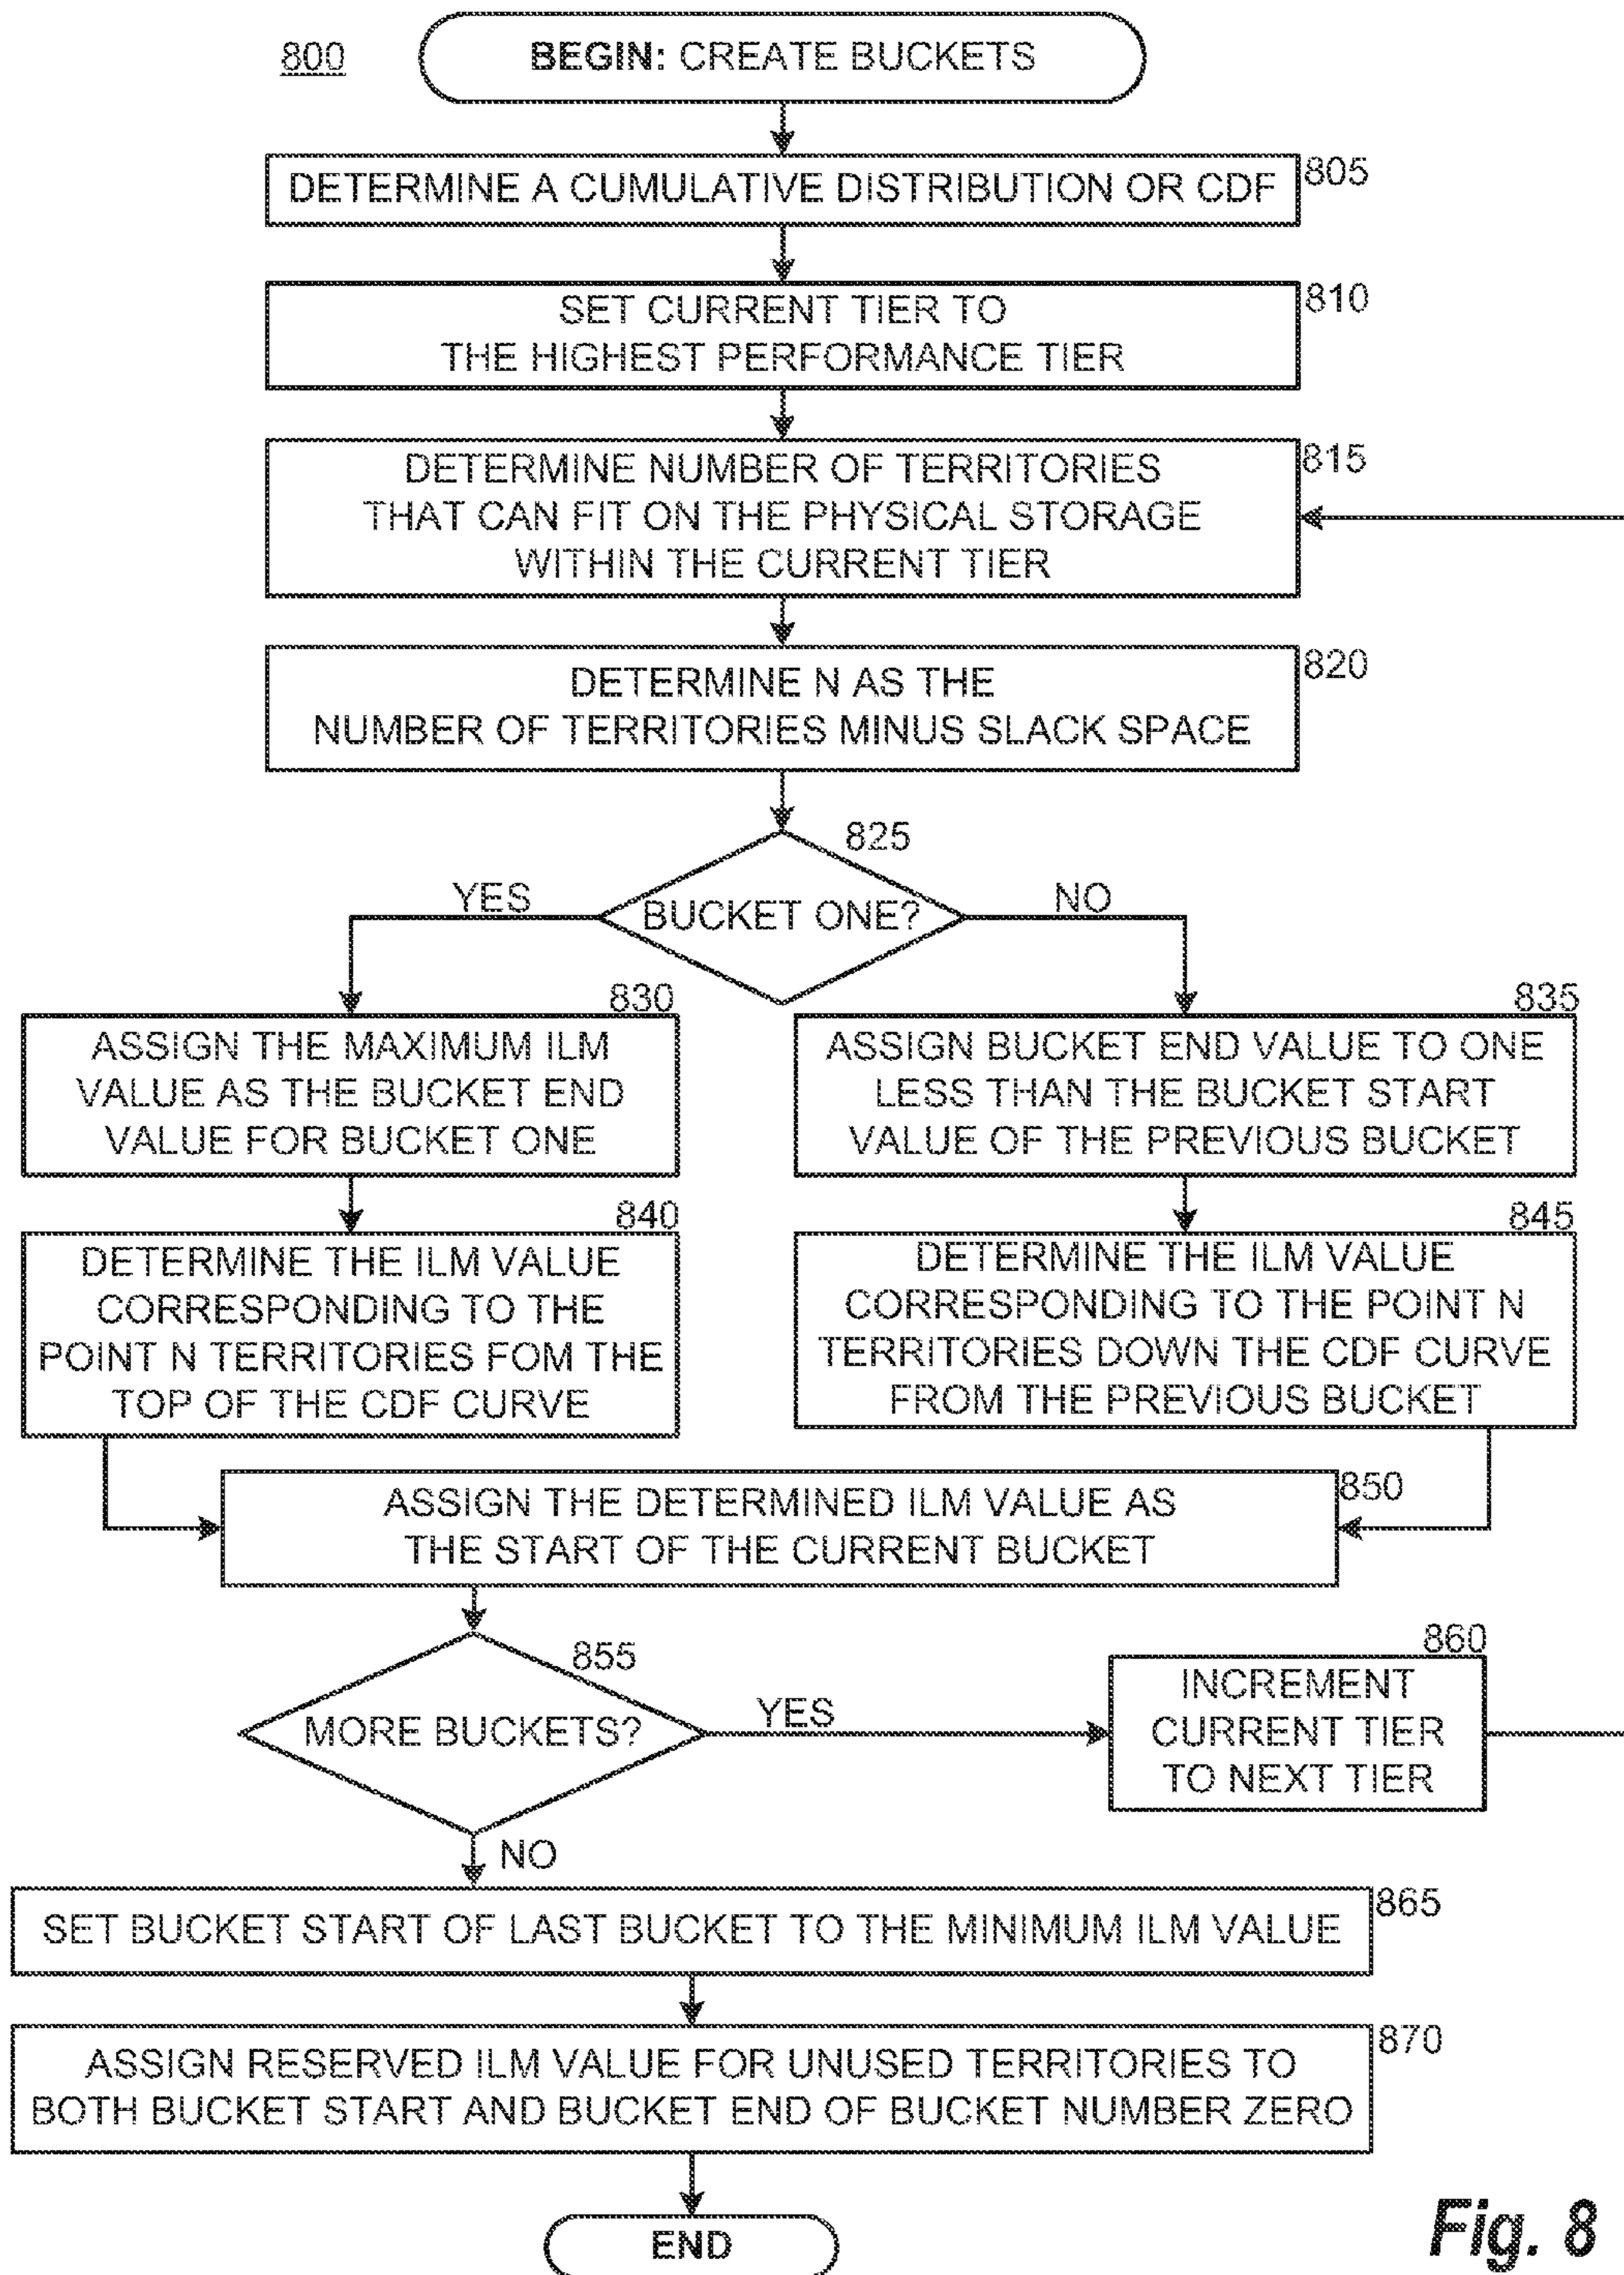 800
BEGIN: CREATE BUCKETS
DETERMINE A CUMULATIVE DISTRIBUTION OR CDF
805
SET CURRENT TIER TO
THE HIGHEST PERFORMANCE TIER
810
DETERMINE NUMBER OF TERRITORIES
THAT CAN FIT ON THE PHYSICAL STORAGE
WITHIN THE CURRENT TIER
815
DETERMINE N AS THE
NUMBER OF TERRITORIES MINUS SLACK SPACE
820
825
BUCKET ONE?
YES
NO
830
ASSIGN THE MAXIMUM ILM
VALUE AS THE BUCKET END
VALUE FOR BUCKET ONE
835
ASSIGN BUCKET END VALUE TO ONE
LESS THAN THE BUCKET START
VALUE OF THE PREVIOUS BUCKET
840
DETERMINE THE ILM VALUE
CORRESPONDING TO THE
POINT N TERRITORIES FOM THE
TOP OF THE CDF CURVE
845
DETERMINE THE ILM VALUE
CORRESPONDING TO THE POINT N
TERRITORIES DOWN THE CDF CURVE
FROM THE PREVIOUS BUCKET
ASSIGN THE DETERMINED ILM VALUE AS
THE START OF THE CURRENT BUCKET
850
855
MORE BUCKETS?
YES
860
INCREMENT
CURRENT TIER
TO NEXT TIER
NO
SET BUCKET START OF LAST BUCKET TO THE MINIMUM ILM VALUE
865
ASSIGN RESERVED ILM VALUE FOR UNUSED TERRITORIES TO
BOTH BUCKET START AND BUCKET END OF BUCKET NUMBER ZERO
870
END
Fig. 8